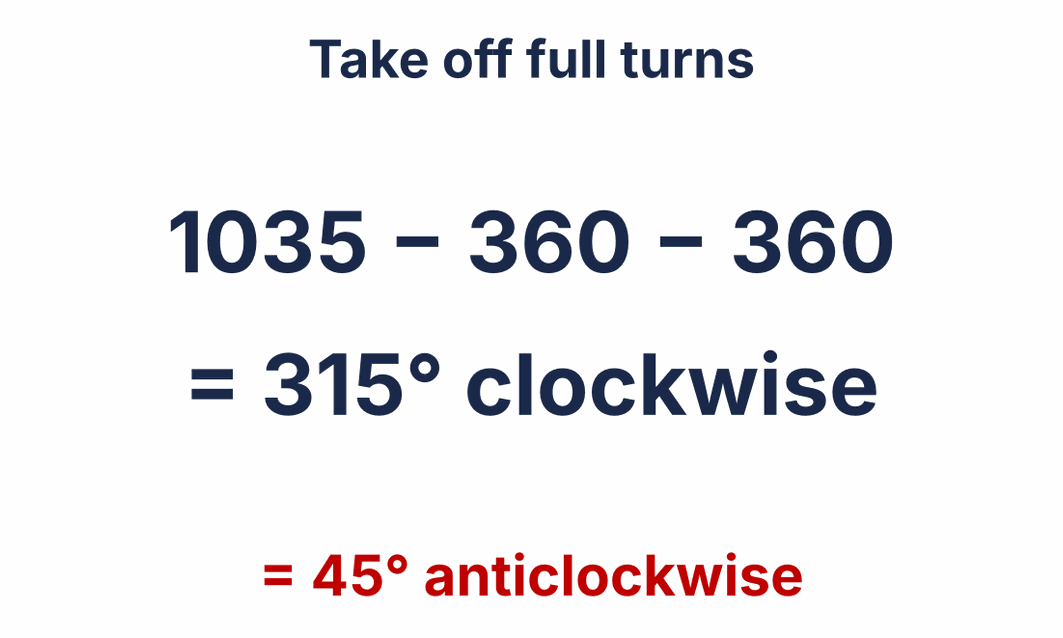 Take off full turns
1035 – 360 – 360
= 315° clockwise
= 45° anticlockwise